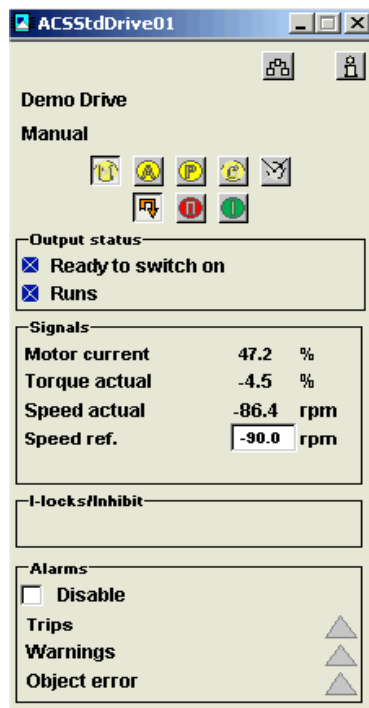 ACSStdDrive01
Demo Drive
Manual
A P C
Output status
Ready to switch on
Runs
Signals
Motor current 47.2 %
Torque actual -4.5 %
Speed actual -86.4 rpm
Speed ref. -90.0 rpm
I-locks/Inhibit
Alarms
Disable
Trips
Warnings
Object error